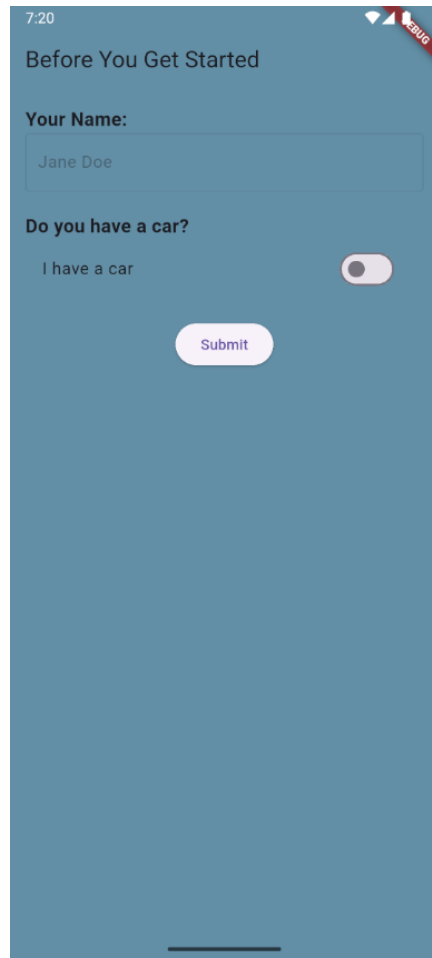 7:20
DEBUG
Before You Get Started
Your Name:
Jane Doe
Do you have a car?
I have a car
Submit